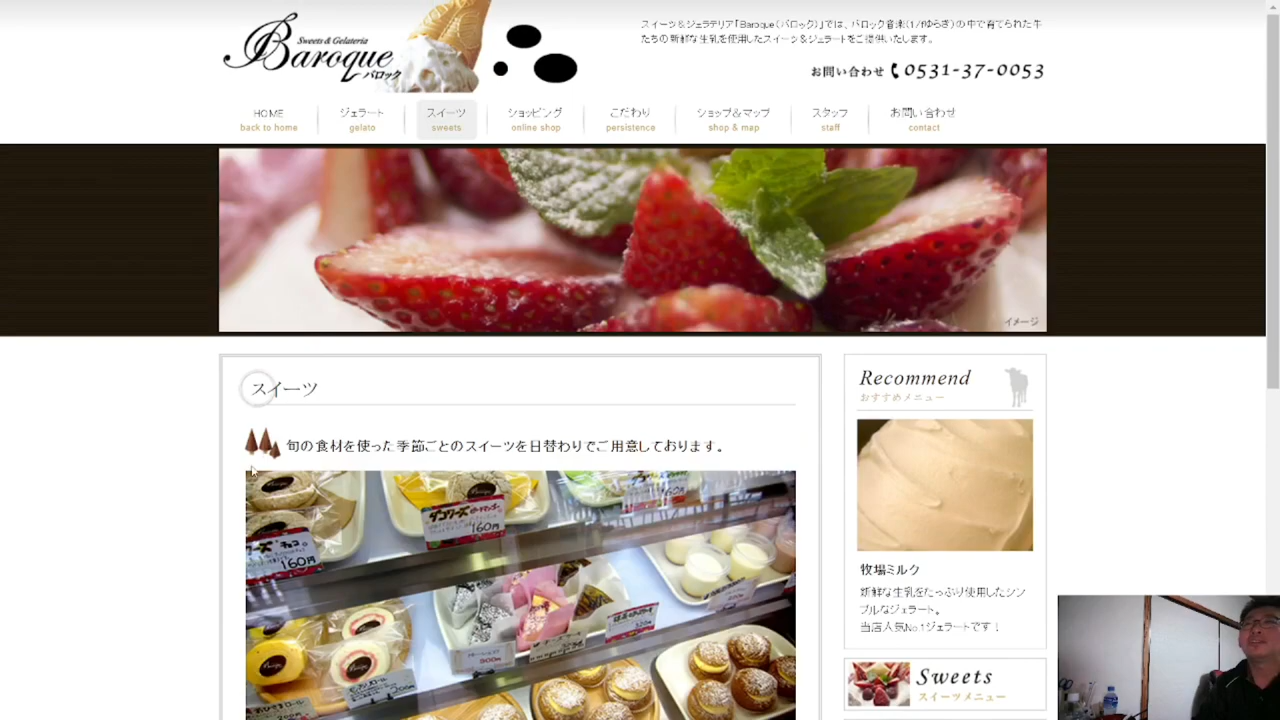 Sweets & Gelateria
Baroque
バロック
スイーツ＆ジェラテリア「Baroque（バロック）」では、バロック音楽（1/fゆらぎ）の中で育てられた牛
たちの新鮮な生乳を使用したスイーツ＆ジェラートをご提供いたします。
お問い合わせ 0531-37-0053
HOME ジェラート スイーツ ショッピング こだわり ショップ＆マップ スタッフ お問い合わせ
back to home gelato sweets online shop persistence shop & map staff contact
イメージ
スイーツ
旬の食材を使った季節ごとのスイーツを日替わりでご用意しております。
160円
160円
Recommend
おすすめメニュー
牧場ミルク
新鮮な生乳をたっぷり使用したシン
プルなジェラート。
当店人気No.1ジェラートです！
Sweets
スイーツメニュー